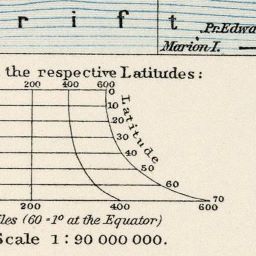 r i f t
Pr. Edwa
Marion I.
the respective Latitudes:
200 400 600
0
10
20
30
40
50
60
70
Latitude
200 400 600
les (60 = 1° at the Equator)
Scale 1 : 90 000 000.